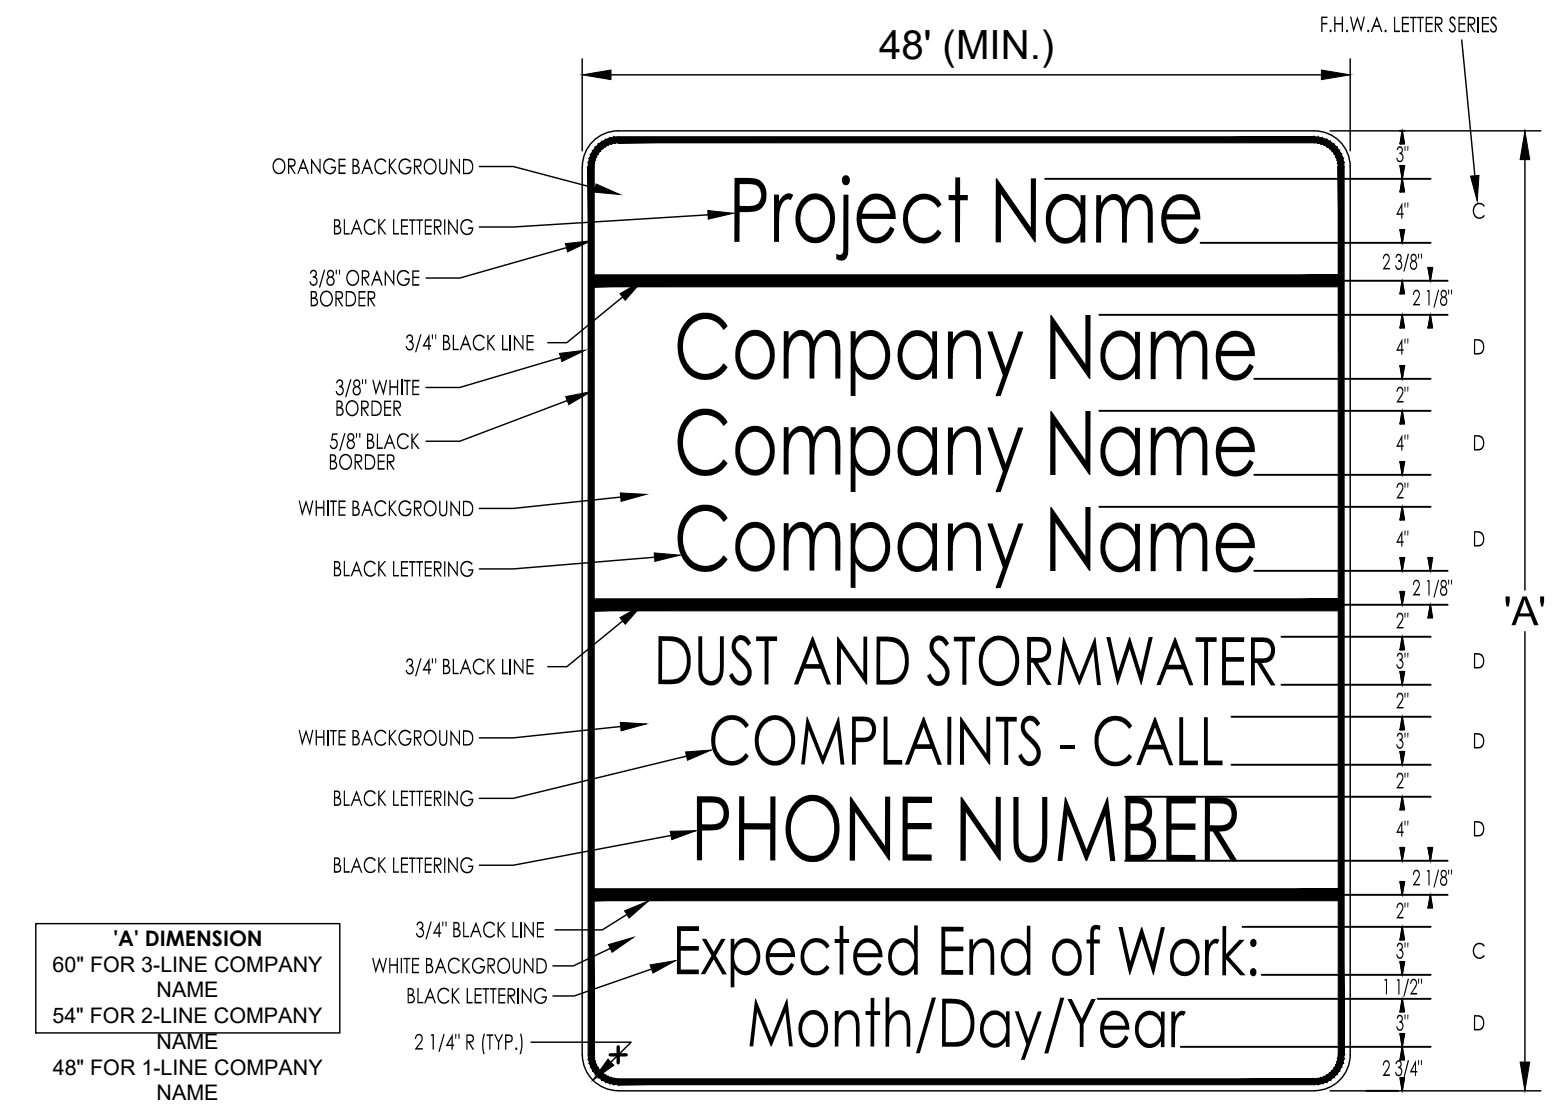 F.H.W.A. LETTER SERIES
48' (MIN.)
ORANGE BACKGROUND
BLACK LETTERING
3/8" ORANGE
BORDER
3/4" BLACK LINE
3/8" WHITE
BORDER
5/8" BLACK
BORDER
WHITE BACKGROUND
BLACK LETTERING
3/4" BLACK LINE
WHITE BACKGROUND
BLACK LETTERING
BLACK LETTERING
3/4" BLACK LINE
WHITE BACKGROUND
BLACK LETTERING
2 1/4" R (TYP.)
'A' DIMENSION
60" FOR 3-LINE COMPANY
NAME
54" FOR 2-LINE COMPANY
NAME
48" FOR 1-LINE COMPANY
NAME
Project Name
Company Name
Company Name
Company Name
DUST AND STORMWATER
COMPLAINTS - CALL
PHONE NUMBER
Expected End of Work:
Month/Day/Year
3"
4"
C
2 3/8"
2 1/8"
4"
D
2"
4"
D
2"
4"
D
2 1/8"
2"
3"
D
2"
3"
D
2"
4"
D
2 1/8"
2"
3"
C
1 1/2"
3"
D
2 3/4"
'A'